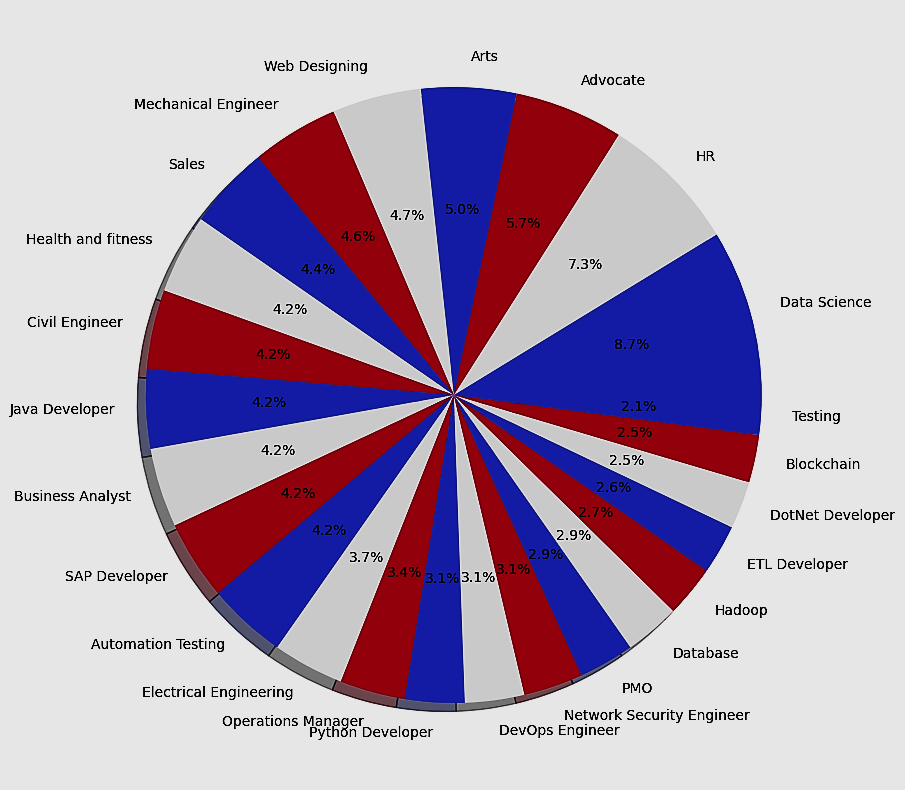 Arts
Web Designing
Advocate
Mechanical Engineer
HR
Sales
5.0%
4.7%
5.7%
4.6%
Health and fitness
7.3%
4.4%
Data Science
4.2%
Civil Engineer
8.7%
4.2%
4.2%
2.1%
Java Developer
Testing
2.5%
4.2%
2.5%
Blockchain
4.2%
2.6%
Business Analyst
2.7%
DotNet Developer
4.2%
2.9%
3.7%
2.9%
ETL Developer
3.4%
3.1%
3.1%
3.1%
SAP Developer
Hadoop
Automation Testing
Database
Electrical Engineering
PMO
Operations Manager
Network Security Engineer
Python Developer
DevOps Engineer